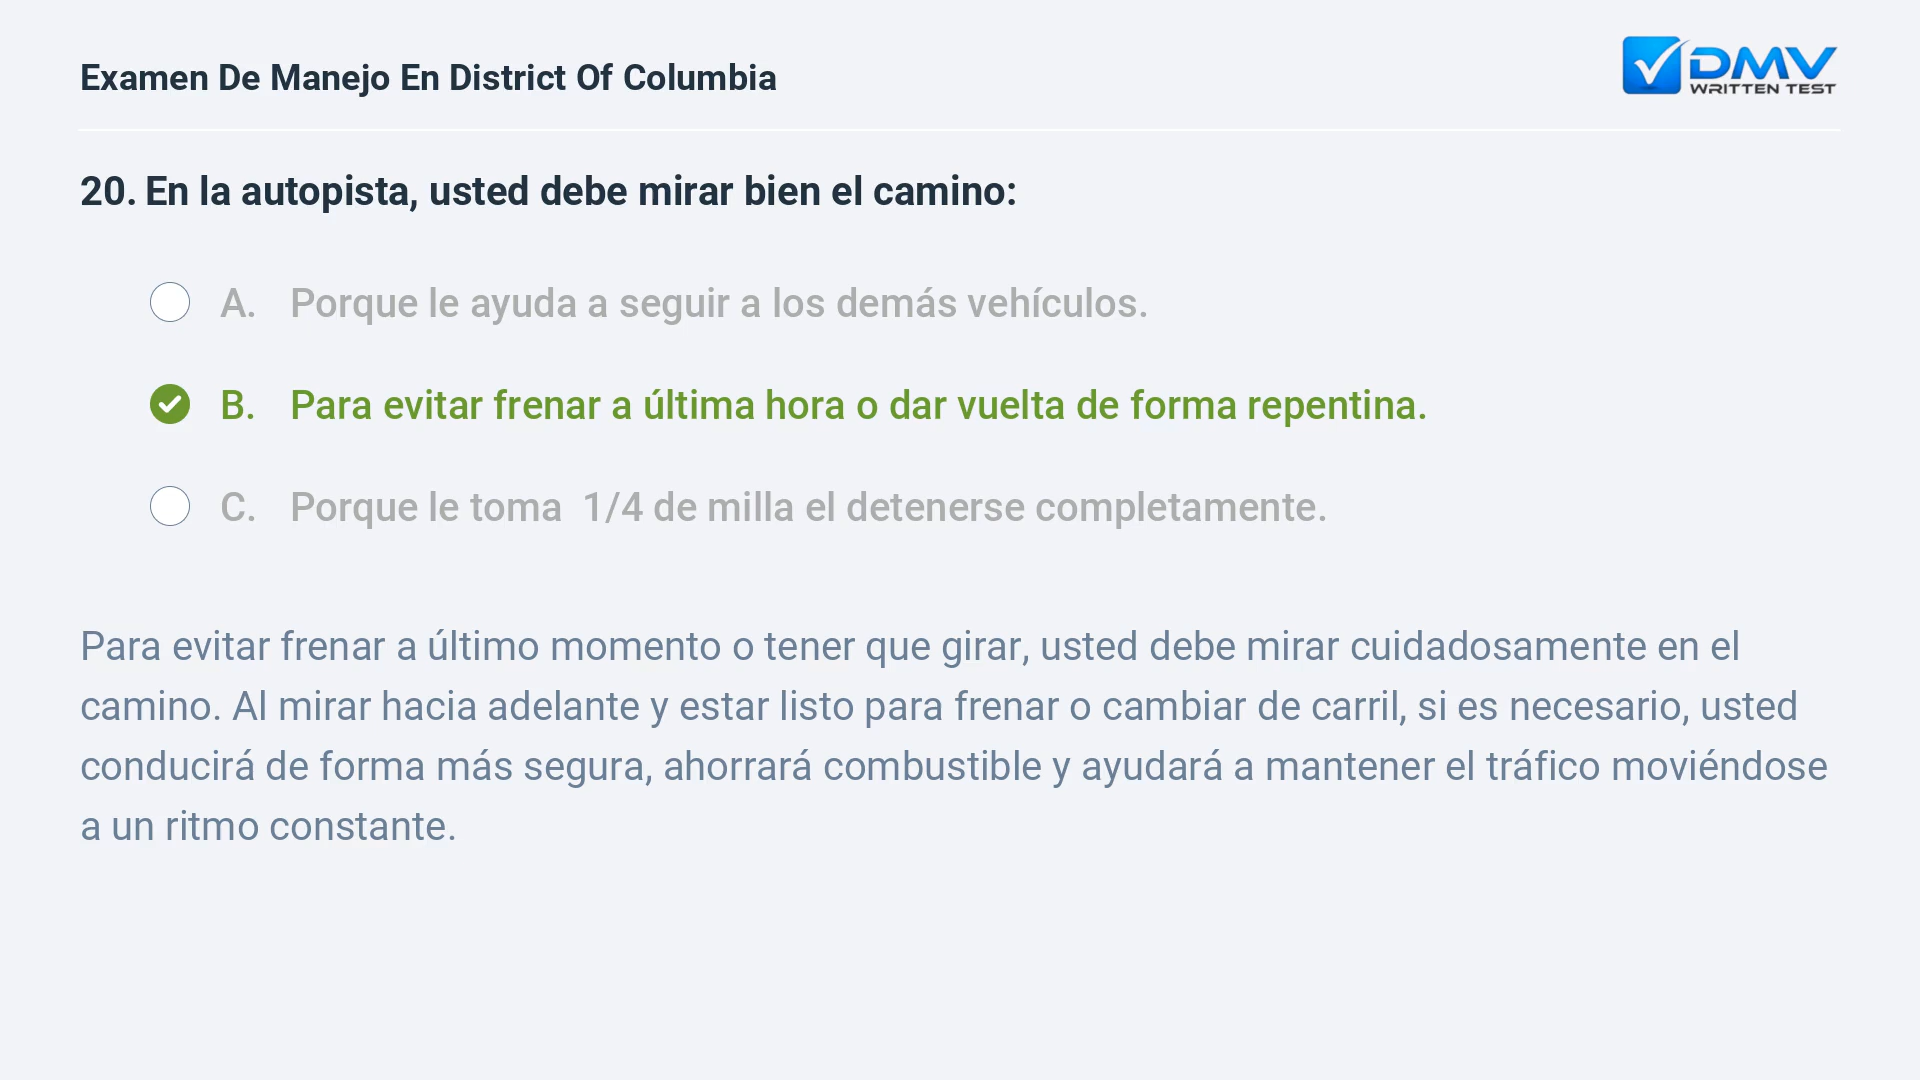 Examen De Manejo En District Of Columbia
DMV
WRITTEN TEST
20. En la autopista, usted debe mirar bien el camino:
A. Porque le ayuda a seguir a los demás vehículos.
B. Para evitar frenar a última hora o dar vuelta de forma repentina.
C. Porque le toma  1/4 de milla el detenerse completamente.
Para evitar frenar a último momento o tener que girar, usted debe mirar cuidadosamente en el
camino. Al mirar hacia adelante y estar listo para frenar o cambiar de carril, si es necesario, usted
conducirá de forma más segura, ahorrará combustible y ayudará a mantener el tráfico moviéndose
a un ritmo constante.